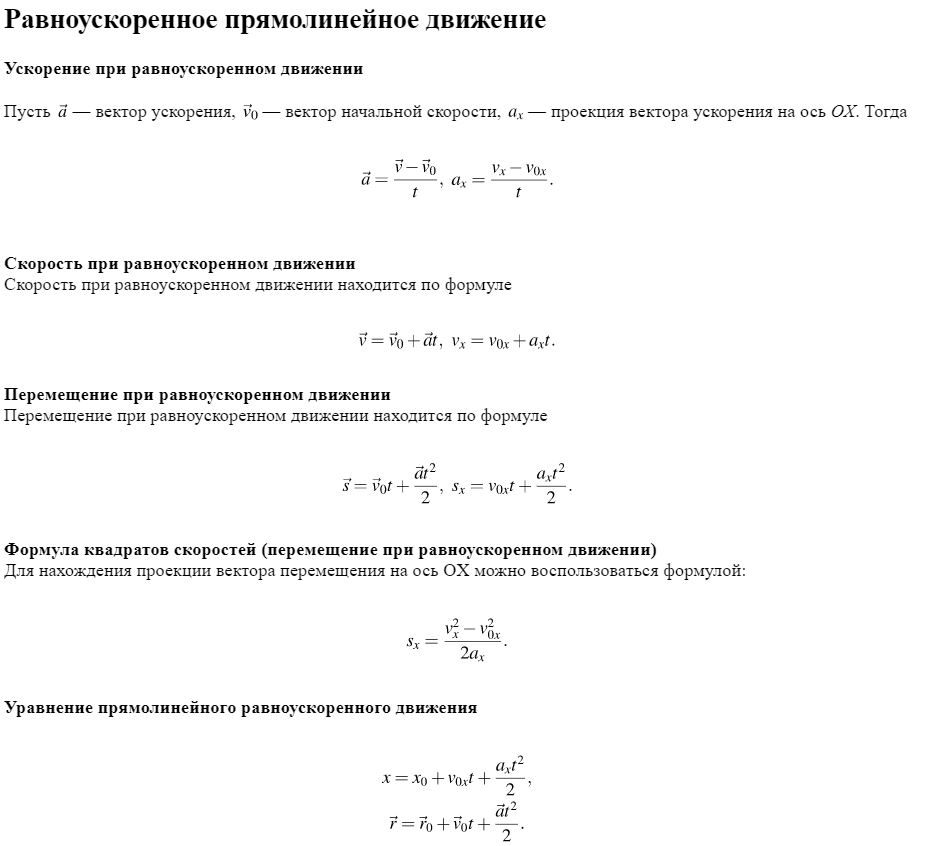 Равноускоренное прямолинейное движение
Ускорение при равноускоренном движении
Пусть $\vec{a}$ — вектор ускорения, $\vec{v}_0$ — вектор начальной скорости, $a_x$ — проекция вектора ускорения на ось OX. Тогда
$\vec{a} = \frac{\vec{v} - \vec{v}_0}{t},\ a_x = \frac{v_x - v_{0x}}{t}.$
Скорость при равноускоренном движении
Скорость при равноускоренном движении находится по формуле
$\vec{v} = \vec{v}_0 + \vec{a}t,\ v_x = v_{0x} + a_x t.$
Перемещение при равноускоренном движении
Перемещение при равноускоренном движении находится по формуле
$\vec{s} = \vec{v}_0 t + \frac{\vec{a}t^2}{2},\ s_x = v_{0x}t + \frac{a_x t^2}{2}.$
Формула квадратов скоростей (перемещение при равноускоренном движении)
Для нахождения проекции вектора перемещения на ось OX можно воспользоваться формулой:
$s_x = \frac{v_x^2 - v_{0x}^2}{2a_x}.$
Уравнение прямолинейного равноускоренного движения
$x = x_0 + v_{0x}t + \frac{a_x t^2}{2},$
$\vec{r} = \vec{r}_0 + \vec{v}_0 t + \frac{\vec{a}t^2}{2}.$